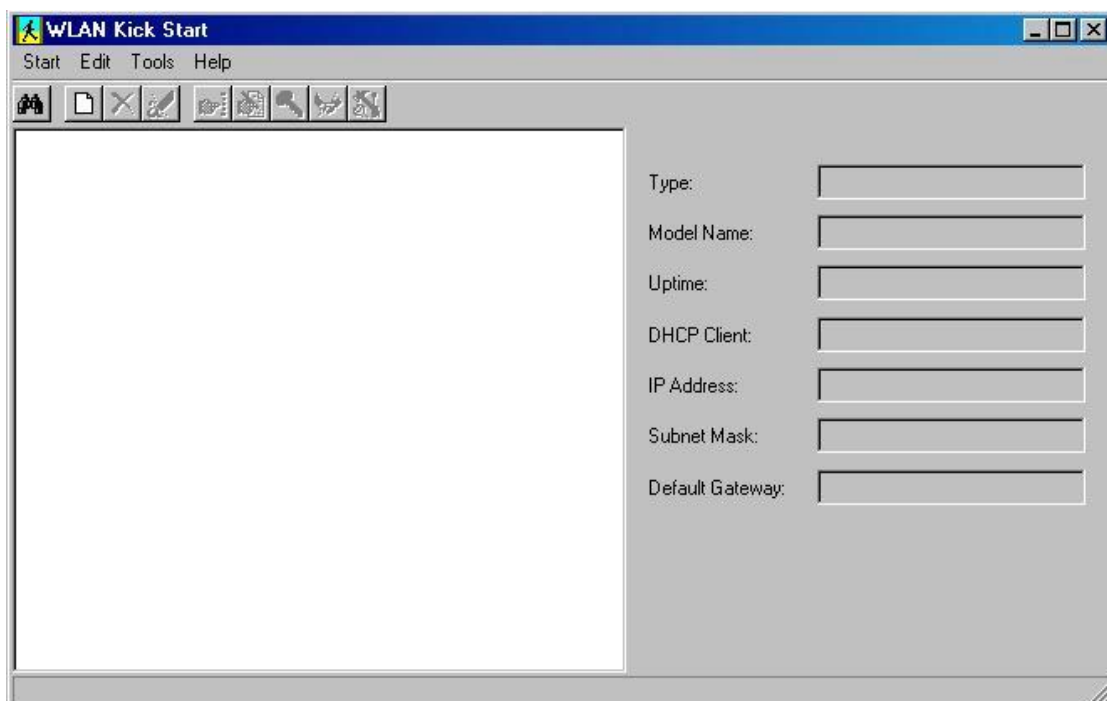 WLAN Kick Start
Start Edit Tools Help
Type:
Model Name:
Uptime:
DHCP Client:
IP Address:
Subnet Mask:
Default Gateway: